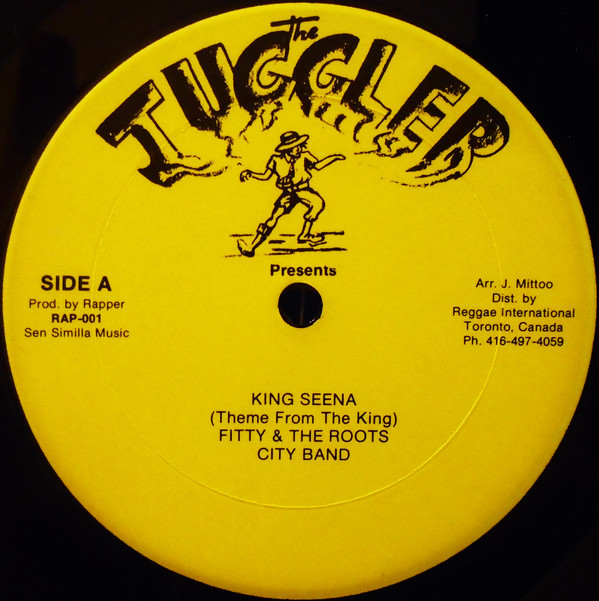 The
JUGGLER
Presents
SIDE A
Prod. by Rapper
RAP-001
Sen Similla Music
Arr. J. Mittoo
Dist. by
Reggae International
Toronto, Canada
Ph. 416-497-4059
KING SEENA
(Theme From The King)
FITTY & THE ROOTS
CITY BAND